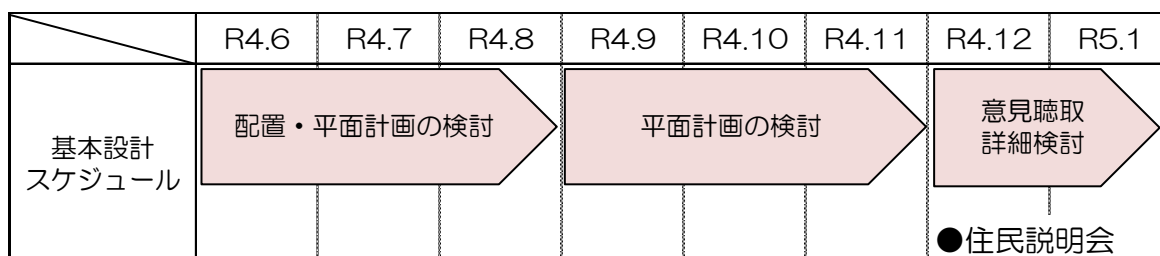 R4.6 R4.7 R4.8 R4.9 R4.10 R4.11 R4.12 R5.1
基本設計
スケジュール
配置・平面計画の検討
平面計画の検討
意見聴取
詳細検討
●住民説明会